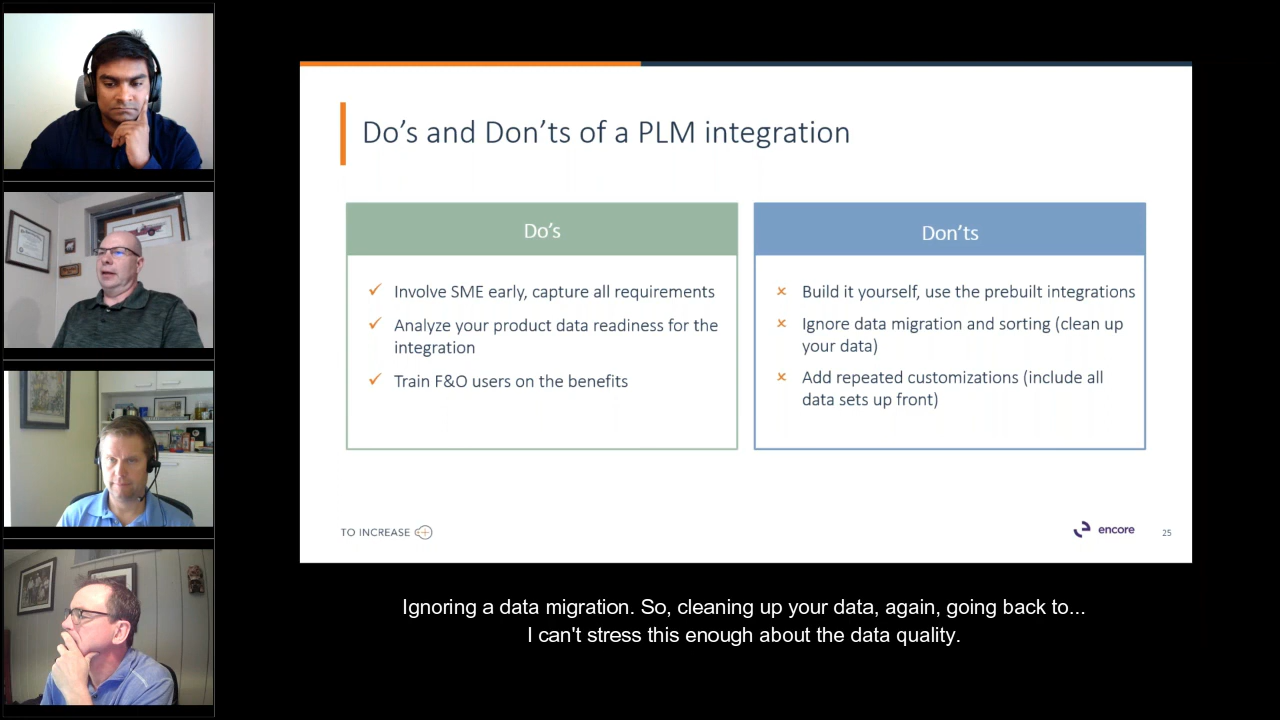 Do's and Don'ts of a PLM integration
Do's
✓ Involve SME early, capture all requirements
✓ Analyze your product data readiness for the
integration
✓ Train F&O users on the benefits
Don'ts
× Build it yourself, use the prebuilt integrations
× Ignore data migration and sorting (clean up
your data)
× Add repeated customizations (include all
data sets up front)
TO INCREASE
encore
25
Ignoring a data migration. So, cleaning up your data, again, going back to...
I can't stress this enough about the data quality.